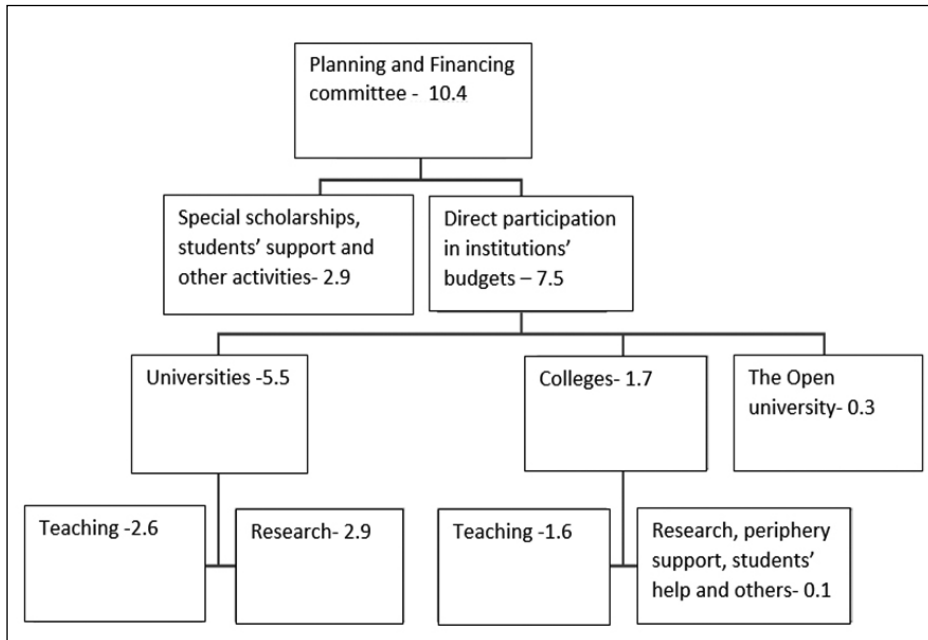 Planning and Financing
committee -  10.4
Special scholarships,
students’ support and
other activities- 2.9
Direct participation
in institutions’
budgets – 7.5
Universities -5.5
Colleges- 1.7
The Open
university- 0.3
Teaching -2.6
Research- 2.9
Teaching -1.6
Research, periphery
support, students’
help and others- 0.1